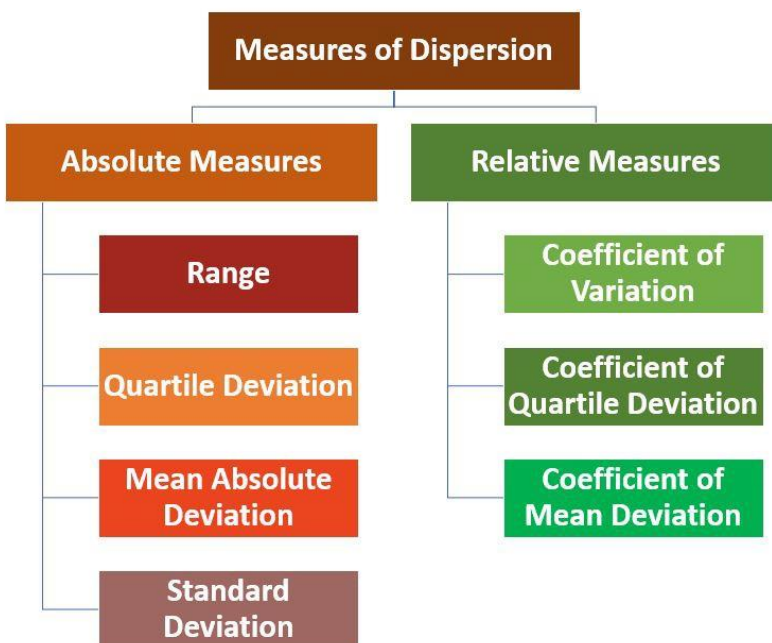 Measures of Dispersion
Absolute Measures
Range
Quartile Deviation
Mean Absolute
Deviation
Standard
Deviation
Relative Measures
Coefficient of
Variation
Coefficient of
Quartile Deviation
Coefficient of
Mean Deviation